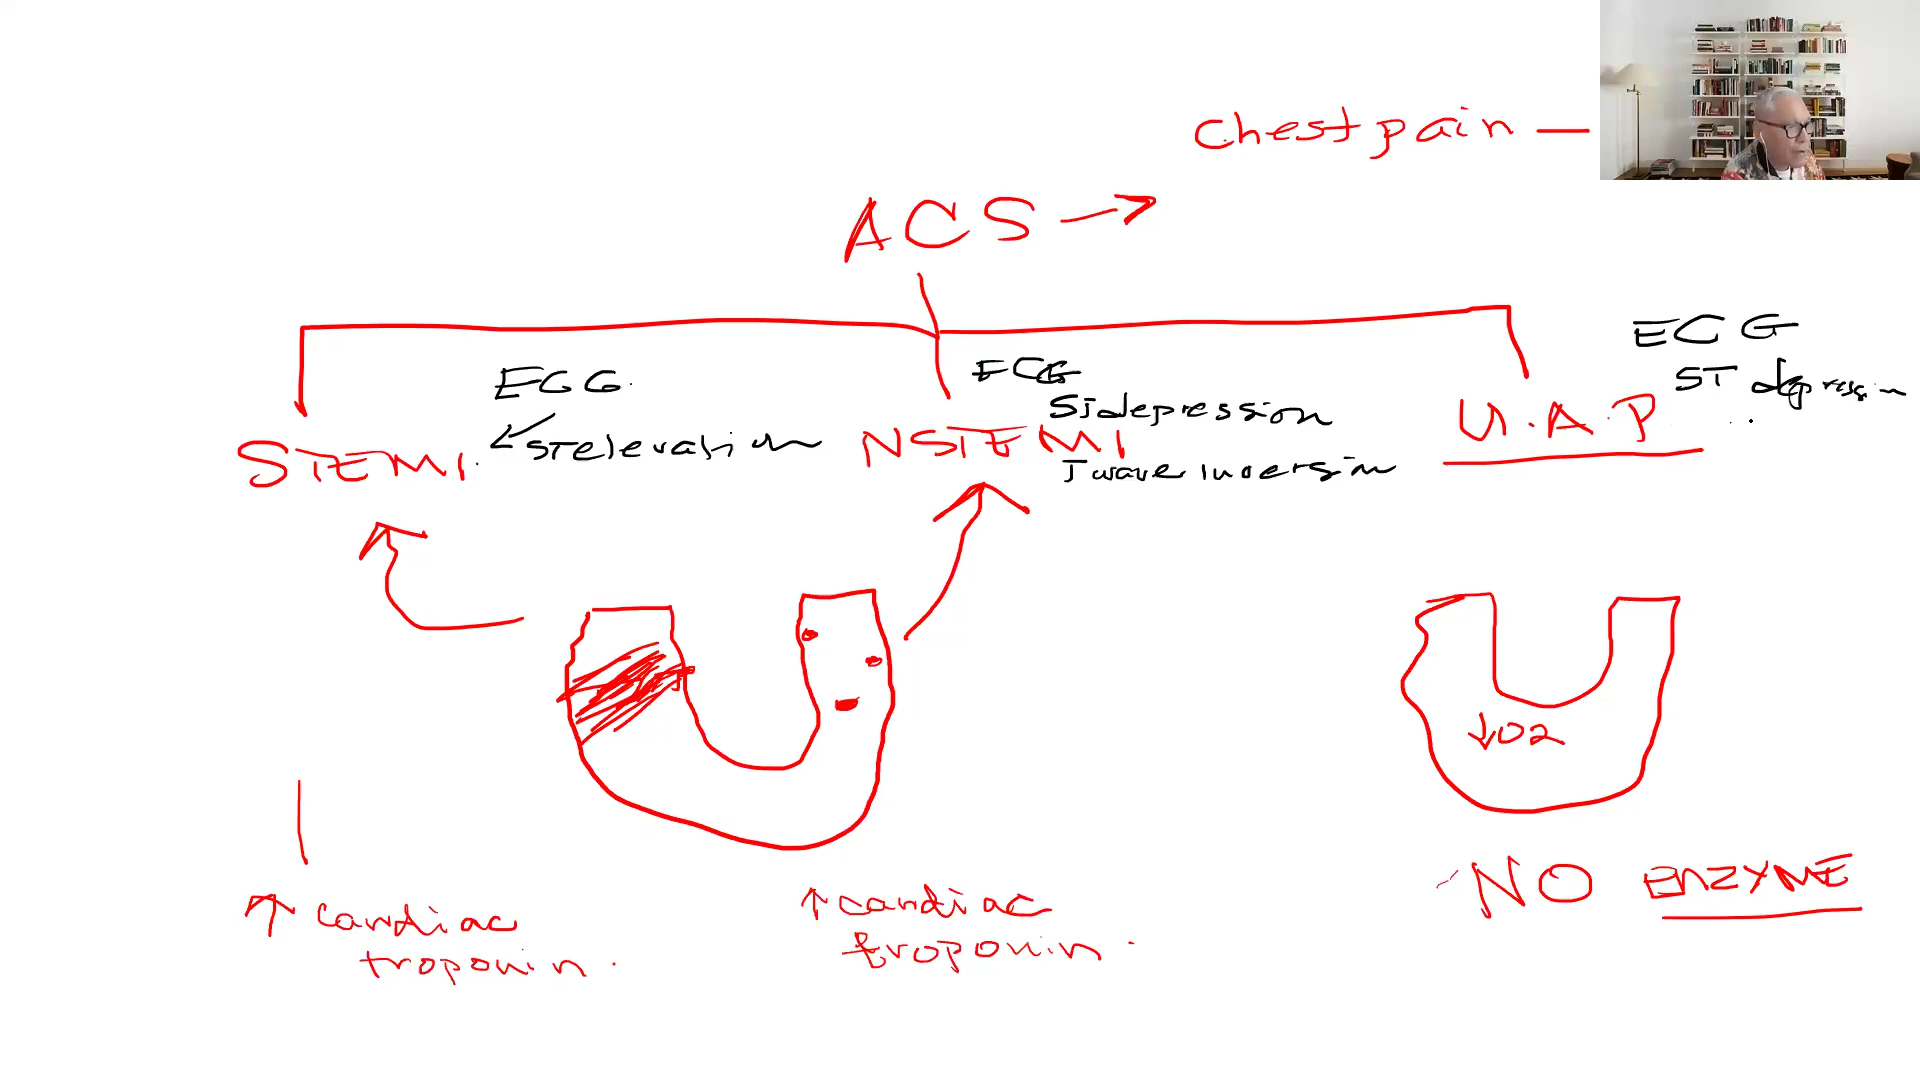 Chest pain —
ACS →
ECG
ST depression
ECG
ST elevation
STEMI
ECG
ST depression
NSTEMI
T wave inversion
U.A.P
↓O2
NO ENZYME
↑ cardiac
troponin.
↑ cardiac
troponin.